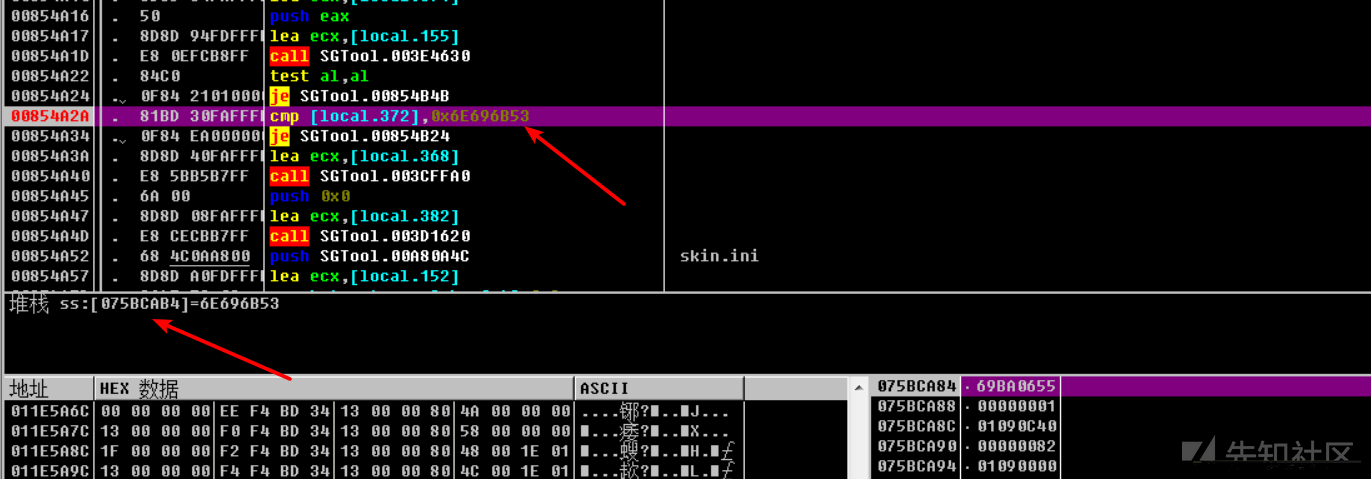 00854A16 . 50 push eax
00854A17 . 8D8D 94FDFFFF lea ecx,[local.155]
00854A1D . E8 0EFCB8FF call SGTool.003E4630
00854A22 . 84C0 test al,al
00854A24 .⌄ 0F84 21010000 je SGTool.00854B4B
00854A2A . 81BD 30FAFFFF cmp [local.372],0x6E696B53
00854A34 .⌄ 0F84 EA000000 je SGTool.00854B24
00854A3A . 8D8D 40FAFFFF lea ecx,[local.368]
00854A40 . E8 5BB5B7FF call SGTool.003CFFA0
00854A45 . 6A 00 push 0x0
00854A47 . 8D8D 08FAFFFF lea ecx,[local.382]
00854A4D . E8 CECBB7FF call SGTool.003D1620
00854A52 . 68 4C0AA800 push SGTool.00A80A4C skin.ini
00854A57 . 8D8D A0FDFFFF lea ecx,[local.152]
堆栈 ss:[075BCAB4]=6E696B53
地址 HEX 数据 ASCII
011E5A6C 00 00 00 00 EE F4 BD 34 13 00 00 80 4A 00 00 00
011E5A7C 13 00 00 00 F0 F4 BD 34 13 00 00 80 58 00 00 00
011E5A8C 1F 00 00 00 F2 F4 BD 34 13 00 00 80 48 00 1E 01
011E5A9C 13 00 00 00 F4 F4 BD 34 13 00 00 80 4C 00 1E 01
075BCA84 · 69BA0655
075BCA88 · 00000001
075BCA8C · 01090C40
075BCA90 · 00000082
075BCA94 · 01090000
先知社区